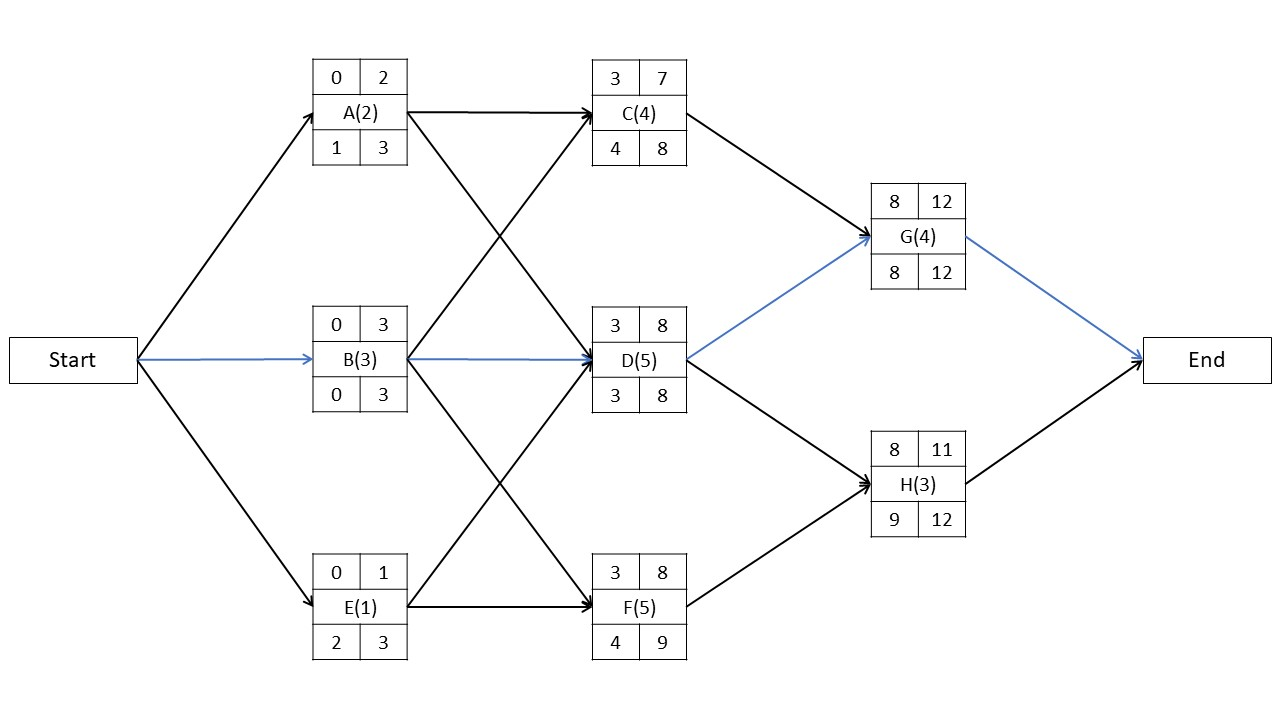 0 2
A(2)
1 3
3 7
C(4)
4 8
8 12
G(4)
8 12
Start
0 3
B(3)
0 3
3 8
D(5)
3 8
End
8 11
H(3)
9 12
0 1
E(1)
2 3
3 8
F(5)
4 9